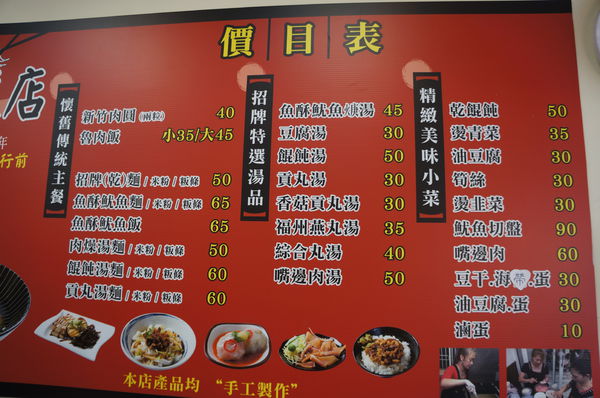 價目表
店
年
行前
懷舊傳統主餐
新竹肉圓(兩粒) 40
魯肉飯 小35/大45
招牌(乾)麵/米粉/粄條 50
魚酥魷魚麵/米粉/粄條 65
魚酥魷魚飯 65
肉燥湯麵/米粉/粄條 50
餛飩湯麵/米粉/粄條 60
貢丸湯麵/米粉/粄條 60
招牌特選湯品
魚酥魷魚焿湯 45
豆腐湯 30
餛飩湯 50
貢丸湯 30
香菇貢丸湯 30
福州燕丸湯 35
綜合丸湯 40
嘴邊肉湯 50
精緻美味小菜
乾餛飩 50
燙青菜 35
油豆腐 30
筍絲 30
燙韭菜 30
魷魚切盤 90
嘴邊肉 60
豆干.海帶.蛋 30
油豆腐.蛋 30
滷蛋 10
本店產品均 “手工製作”